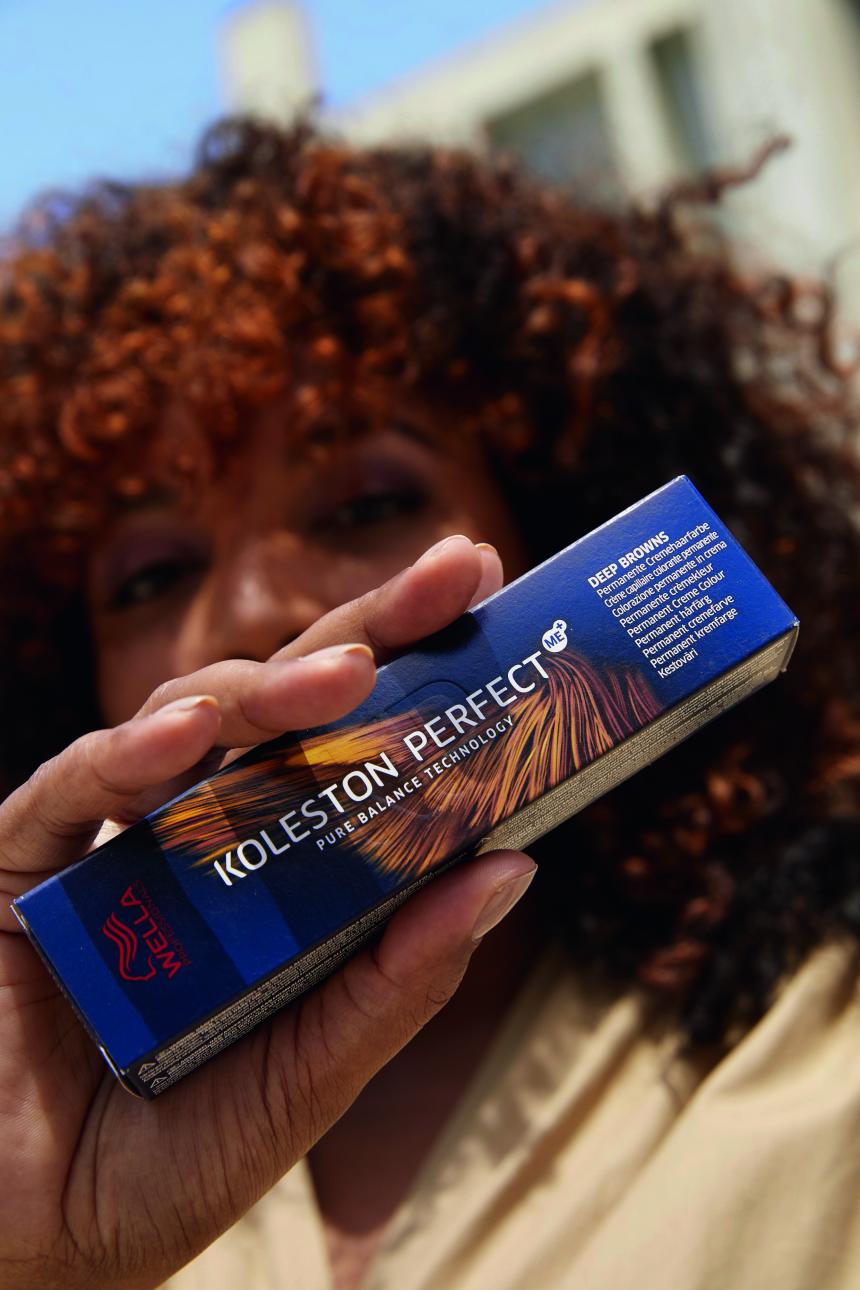 KOLESTON PERFECT ME+
PURE BALANCE TECHNOLOGY
DEEP BROWNS
Permanente Cremehaarfarbe
Crème capillaire colorante permanente
Colorazione permanente in crema
Permanente crèmekleur
Permanent Creme Colour
Permanent hårfärg
Permanent cremefarve
Permanent kremfarge
Kestoväri
WELLA
PROFESSIONALS